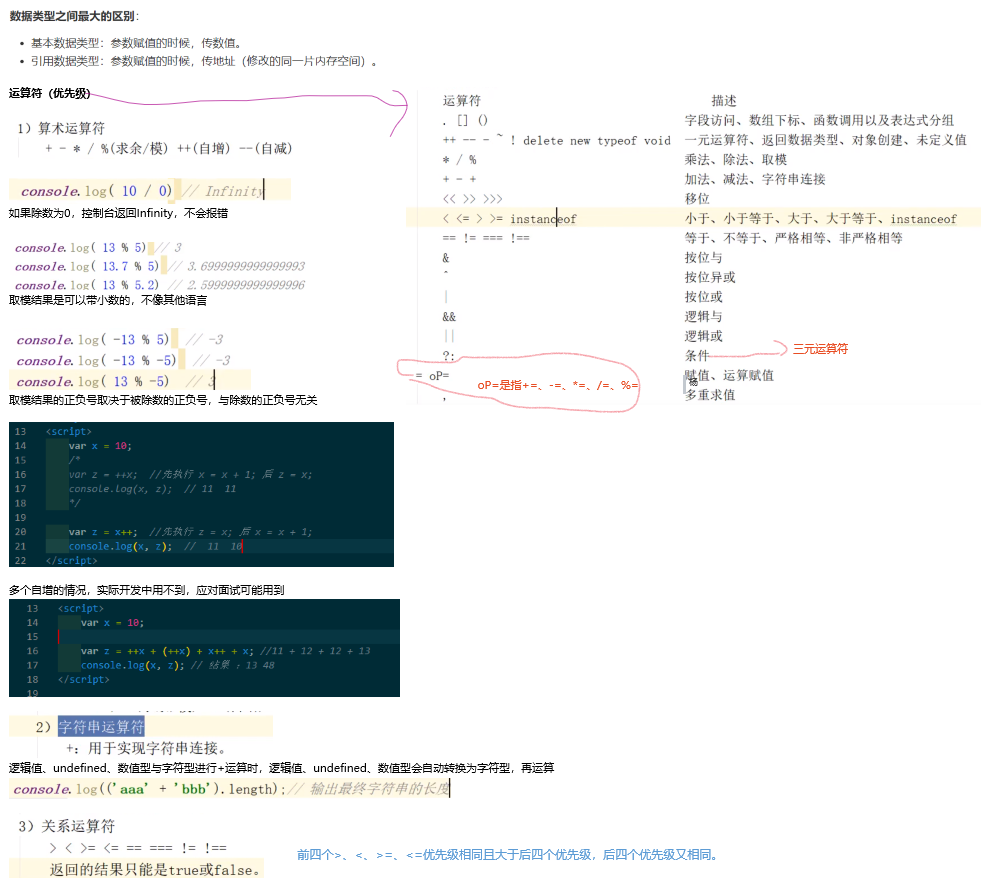 数据类型之间最大的区别：
• 基本数据类型：参数赋值的时候，传数值。
• 引用数据类型：参数赋值的时候，传地址（修改的同一片内存空间）。
运算符（优先级）
1）算术运算符
+ - * / %(求余/模) ++(自增) --(自减)
console.log( 10 / 0) // Infinity
如果除数为0，控制台返回Infinity，不会报错
console.log( 13 % 5) // 3
console.log( 13.7 % 5) // 3.6999999999999993
console.log( 13 % 5.2) // 2.5999999999999996
取模结果是可以带小数的，不像其他语言
console.log( -13 % 5) // -3
console.log( -13 % -5) // -3
console.log( 13 % -5) // 3
取模结果的正负号取决于被除数的正负号，与除数的正负号无关
运算符 描述
. [] () 字段访问、数组下标、函数调用以及表达式分组
++ -- - ~ ! delete new typeof void 一元运算符、返回数据类型、对象创建、未定义值
* / % 乘法、除法、取模
+ - + 加法、减法、字符串连接
<< >> >>> 移位
< <= > >= instanceof 小于、小于等于、大于、大于等于、instanceof
== != === !== 等于、不等于、严格相等、非严格相等
& 按位与
^ 按位异或
| 按位或
&& 逻辑与
|| 逻辑或
?: 条件 三元运算符
= oP= 赋值、运算赋值
oP=是指+=、-=、*=、/=、%=
杨
, 多重求值
13 <script>
14 var x = 10;
15 /*
16 var z = ++x; //先执行 x = x + 1; 后 z = x;
17 console.log(x, z); // 11 11
18 */
19
20 var z = x++; //先执行 z = x; 后 x = x + 1;
21 console.log(x, z); // 11 10
22 </script>
多个自增的情况，实际开发中用不到，应对面试可能用到
13 <script>
14 var x = 10;
15
16 var z = ++x + (++x) + x++ + x; //11 + 12 + 12 + 13
17 console.log(x, z); // 结果 : 13 48
18 </script>
19
2）字符串运算符
+: 用于实现字符串连接。
逻辑值、undefined、数值型与字符型进行+运算时，逻辑值、undefined、数值型会自动转换为字符型，再运算
console.log(('aaa' + 'bbb').length);// 输出最终字符串的长度
3）关系运算符
> < >= <= == === != !==
返回的结果只能是true或false。
前四个>、<、>=、<=优先级相同且大于后四个优先级，后四个优先级又相同。